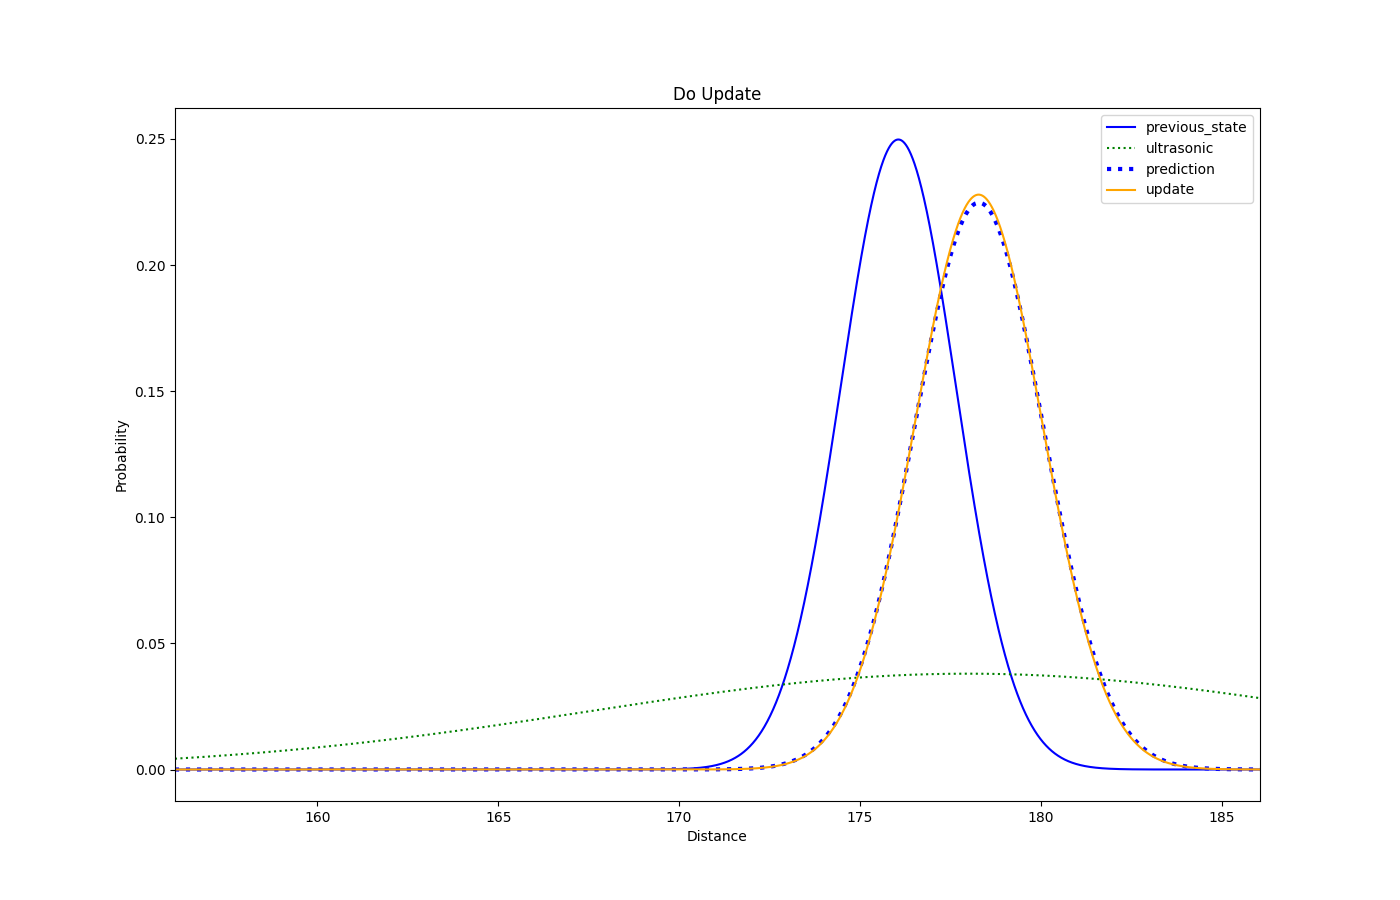 Do Update
0.25
0.20
0.15
0.10
0.05
0.00
Probability
160
165
170
175
180
185
Distance
previous_state
ultrasonic
prediction
update